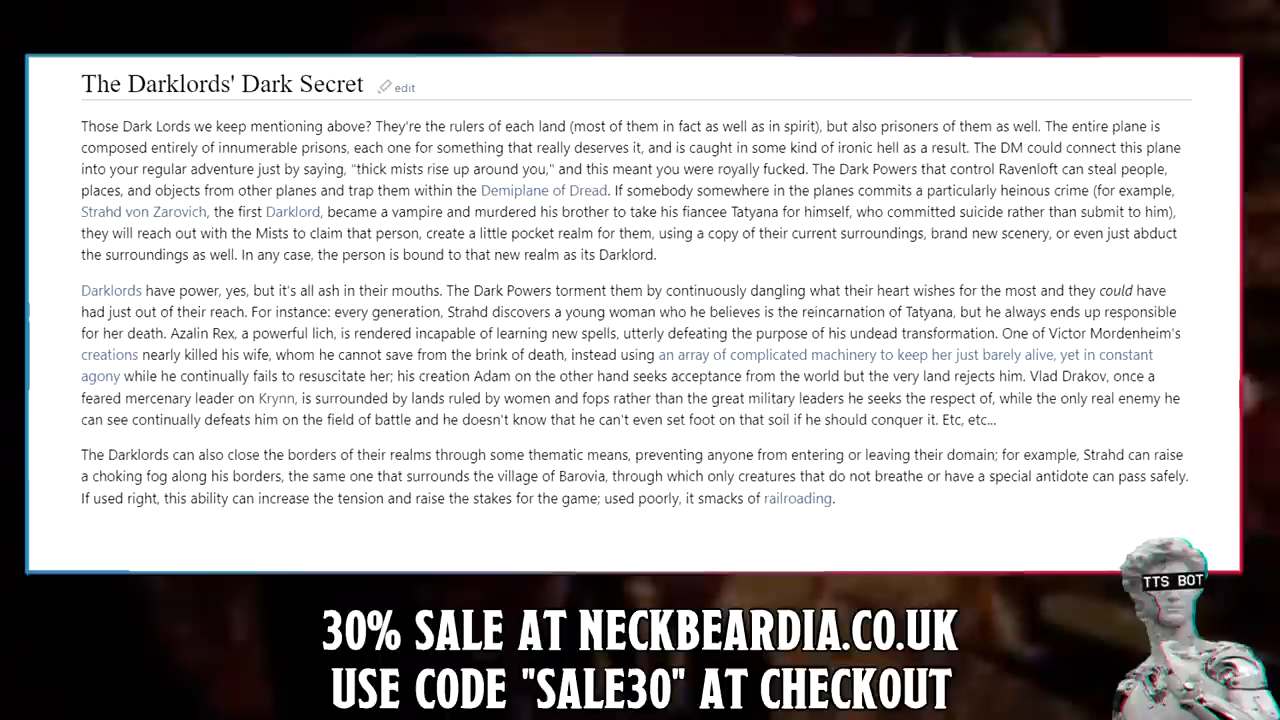 The Darklords' Dark Secret edit
Those Dark Lords we keep mentioning above? They're the rulers of each land (most of them in fact as well as in spirit), but also prisoners of them as well. The entire plane is
composed entirely of innumerable prisons, each one for something that really deserves it, and is caught in some kind of ironic hell as a result. The DM could connect this plane
into your regular adventure just by saying, "thick mists rise up around you," and this meant you were royally fucked. The Dark Powers that control Ravenloft can steal people,
places, and objects from other planes and trap them within the Demiplane of Dread. If somebody somewhere in the planes commits a particularly heinous crime (for example,
Strahd von Zarovich, the first Darklord, became a vampire and murdered his brother to take his fiancee Tatyana for himself, who committed suicide rather than submit to him),
they will reach out with the Mists to claim that person, create a little pocket realm for them, using a copy of their current surroundings, brand new scenery, or even just abduct
the surroundings as well. In any case, the person is bound to that new realm as its Darklord.
Darklords have power, yes, but it's all ash in their mouths. The Dark Powers torment them by continuously dangling what their heart wishes for the most and they could have
had just out of their reach. For instance: every generation, Strahd discovers a young woman who he believes is the reincarnation of Tatyana, but he always ends up responsible
for her death. Azalin Rex, a powerful lich, is rendered incapable of learning new spells, utterly defeating the purpose of his undead transformation. One of Victor Mordenheim's
creations nearly killed his wife, whom he cannot save from the brink of death, instead using an array of complicated machinery to keep her just barely alive, yet in constant
agony while he continually fails to resuscitate her; his creation Adam on the other hand seeks acceptance from the world but the very land rejects him. Vlad Drakov, once a
feared mercenary leader on Krynn, is surrounded by lands ruled by women and fops rather than the great military leaders he seeks the respect of, while the only real enemy he
can see continually defeats him on the field of battle and he doesn't know that he can't even set foot on that soil if he should conquer it. Etc, etc...
The Darklords can also close the borders of their realms through some thematic means, preventing anyone from entering or leaving their domain; for example, Strahd can raise
a choking fog along his borders, the same one that surrounds the village of Barovia, through which only creatures that do not breathe or have a special antidote can pass safely.
If used right, this ability can increase the tension and raise the stakes for the game; used poorly, it smacks of railroading.
TTS BOT
30% SALE AT NECKBEARDIA.CO.UK
USE CODE "SALE30" AT CHECKOUT